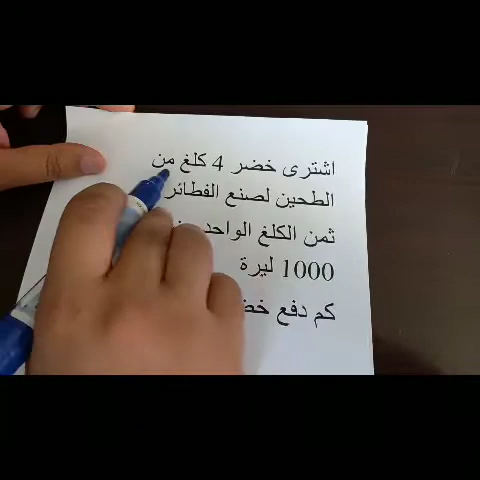 اشترى خضر 4 كلغ من
الطحين لصنع الفطائر
ثمن الكلغ الواحد
1000 ليرة
كم دفع